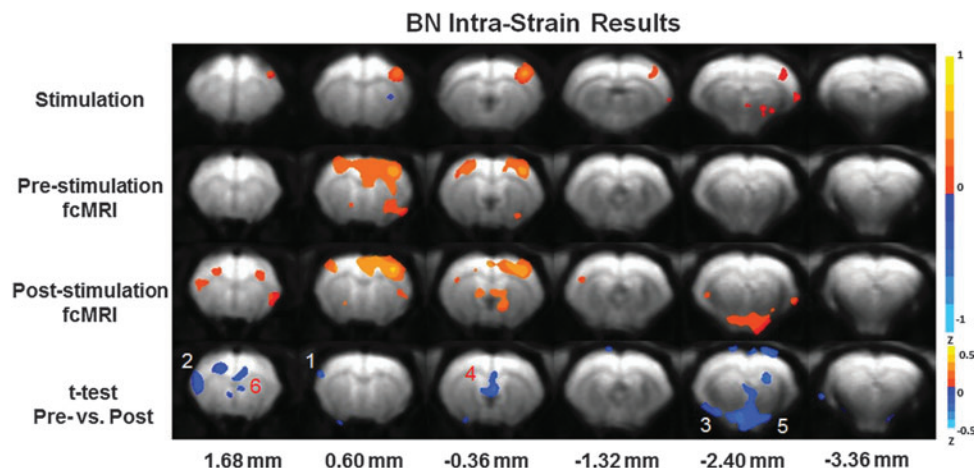 BN Intra-Strain Results
Stimulation
Pre-stimulation
fcMRI
Post-stimulation
fcMRI
t-test
Pre- vs. Post
2
6
1
4
3
5
1
0
-1
z
0.5
0
-0.5
z
1.68 mm
0.60 mm
-0.36 mm
-1.32 mm
-2.40 mm
-3.36 mm